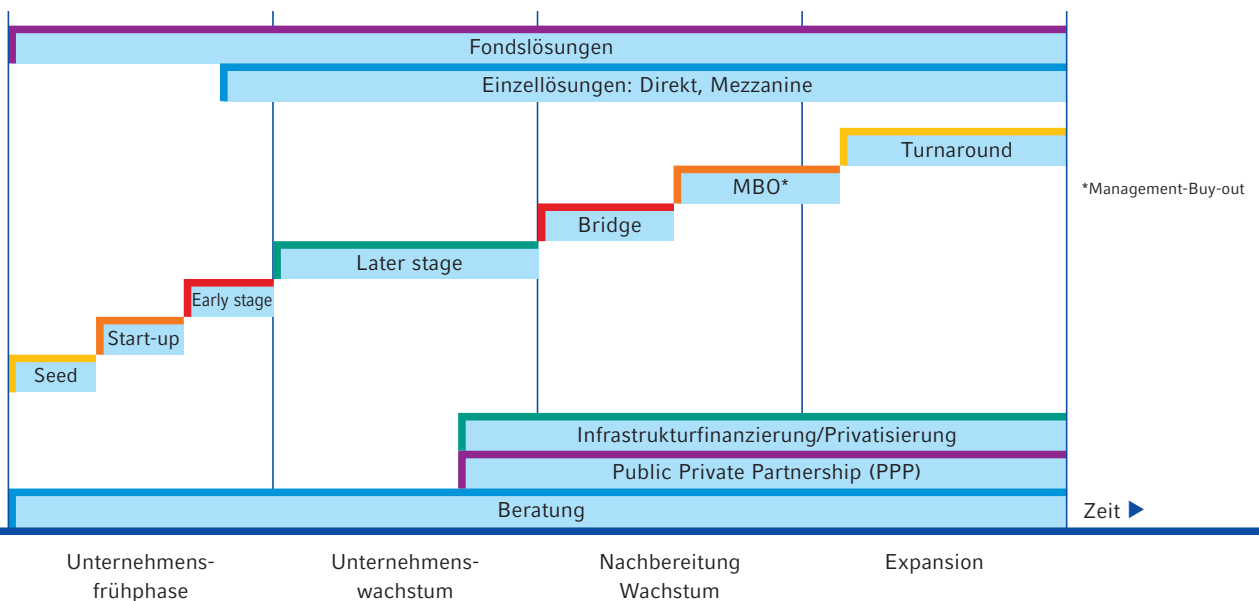 Fondslösungen
Einzellösungen: Direkt, Mezzanine
Turnaround
MBO*
*Management-Buy-out
Bridge
Later stage
Early stage
Start-up
Seed
Infrastrukturfinanzierung/Privatisierung
Public Private Partnership (PPP)
Beratung
Zeit
Unternehmens-
frühphase
Unternehmens-
wachstum
Nachbereitung
Wachstum
Expansion